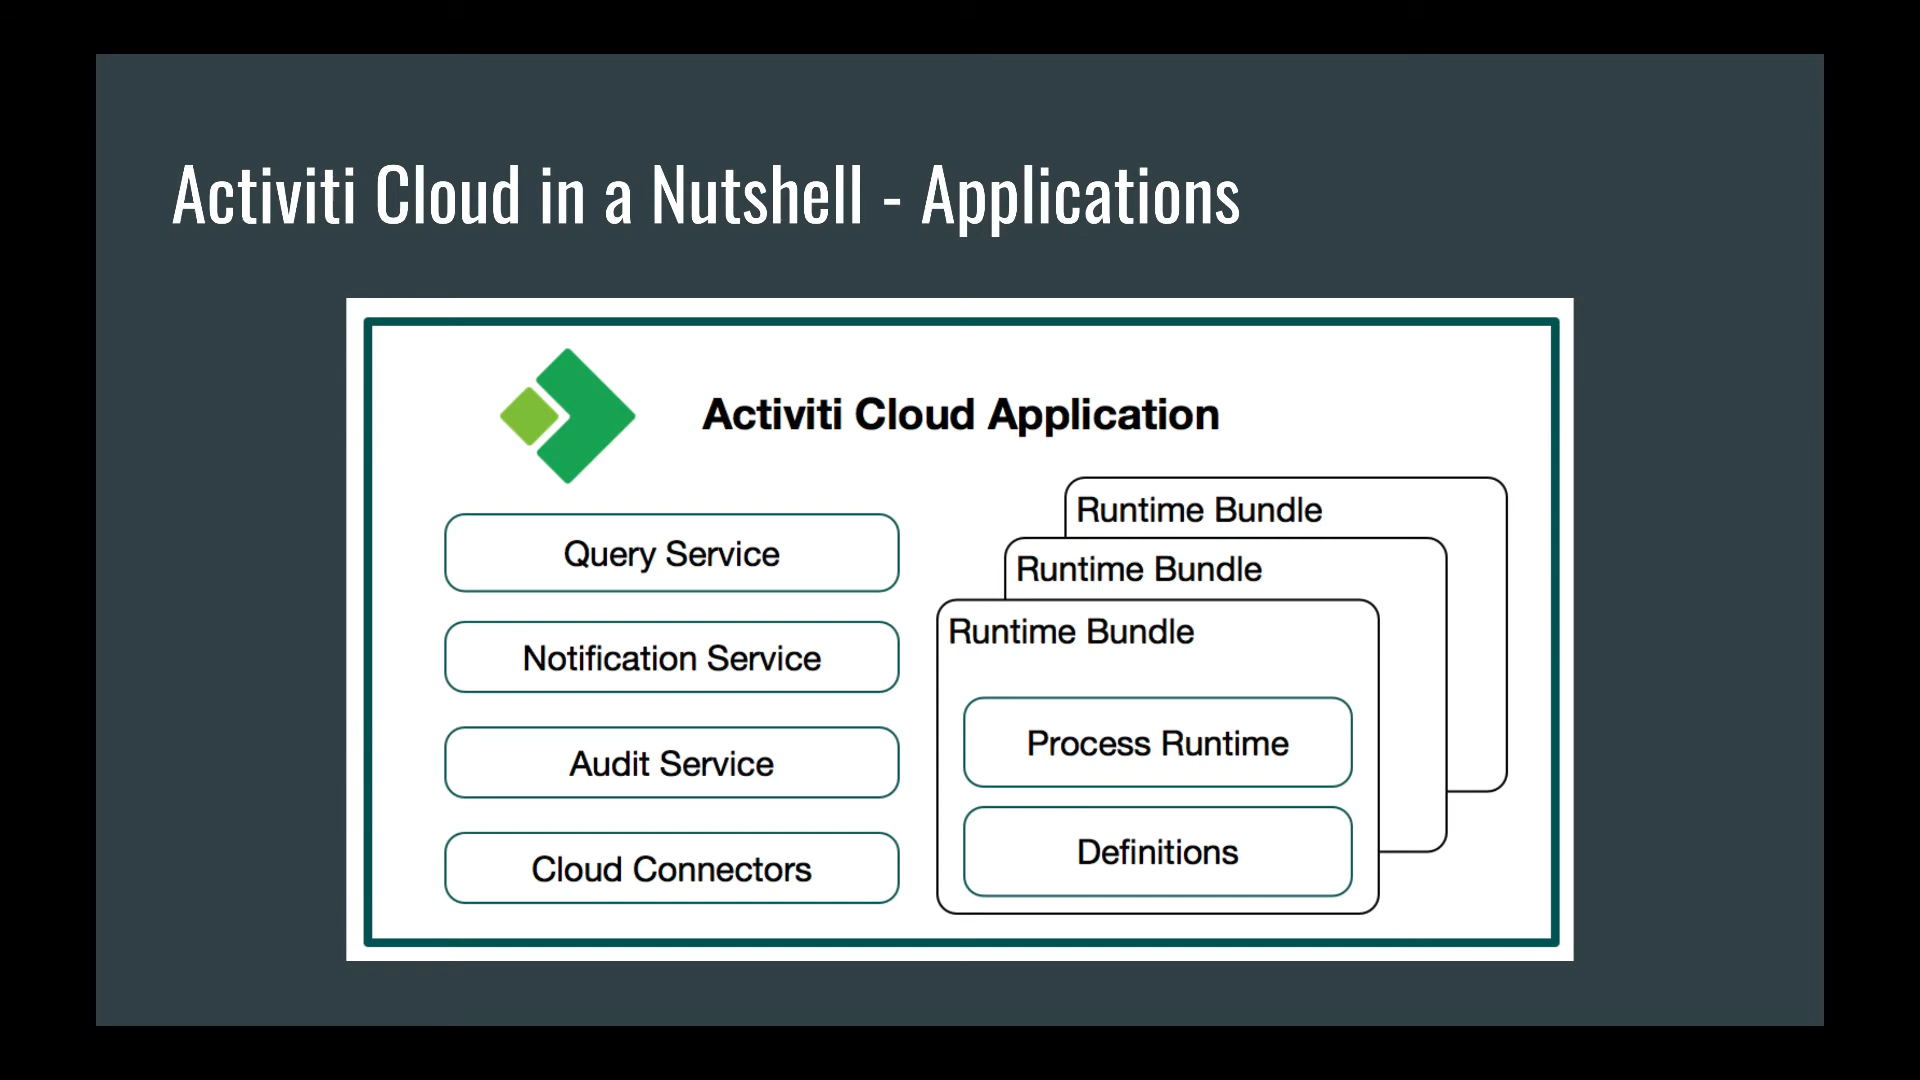 Activiti Cloud in a Nutshell - Applications
Activiti Cloud Application
Query Service
Notification Service
Audit Service
Cloud Connectors
Runtime Bundle
Runtime Bundle
Runtime Bundle
Process Runtime
Definitions